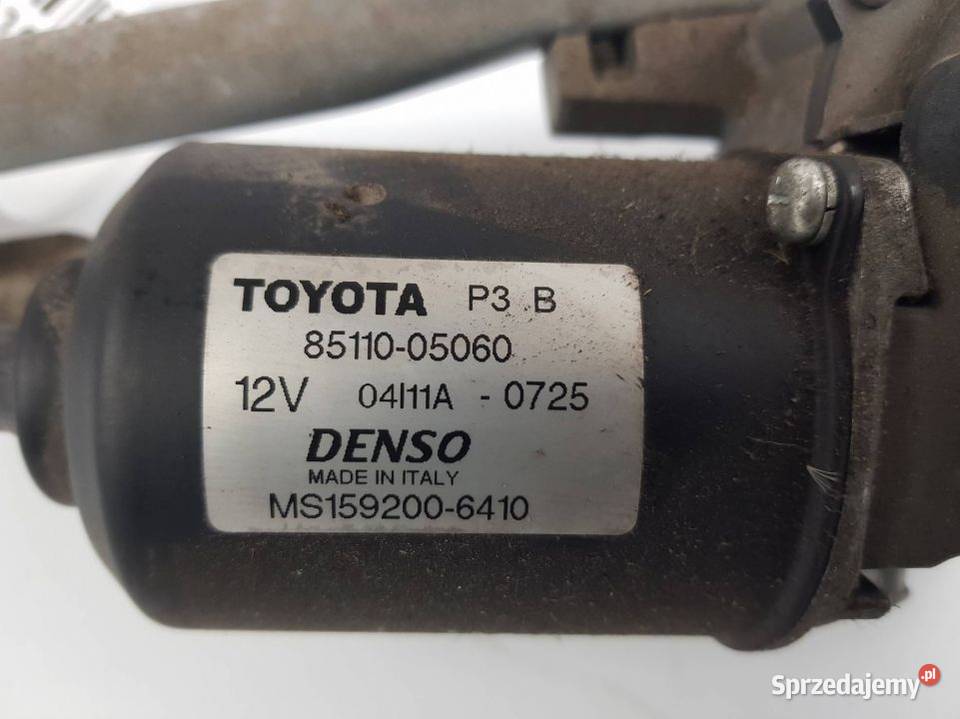 TOYOTA P3 B
85110-05060
12V 04I11A - 0725
DENSO
MADE IN ITALY
MS159200-6410
Sprzedajemy.pl